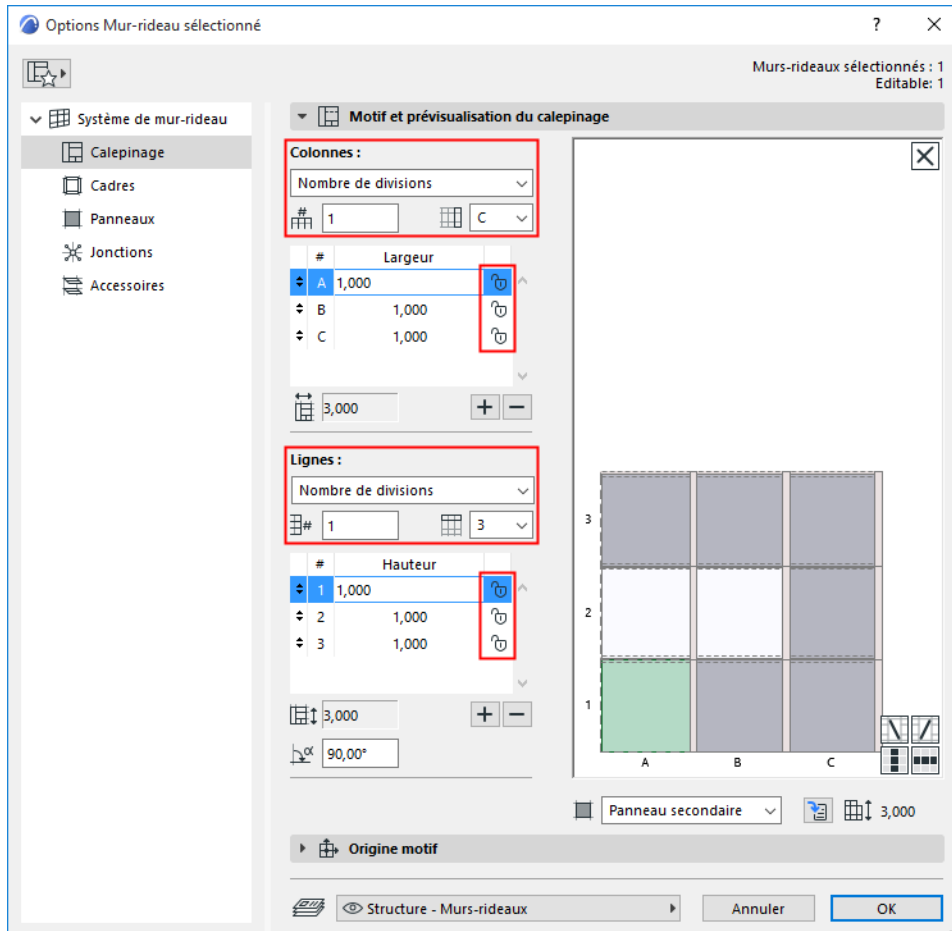 Options Mur-rideau sélectionné
?
Murs-rideaux sélectionnés : 1
Editable: 1
Système de mur-rideau
Calepinage
Cadres
Panneaux
Jonctions
Accessoires
Motif et prévisualisation du calepinage
Colonnes :
Nombre de divisions
# 1 C
# Largeur
A 1,000
B 1,000
C 1,000
3,000
Lignes :
Nombre de divisions
# 1 3
# Hauteur
1 1,000
2 1,000
3 1,000
3,000
α 90,00°
3
2
1
A B C
Panneau secondaire
3,000
Origine motif
Structure - Murs-rideaux
Annuler
OK